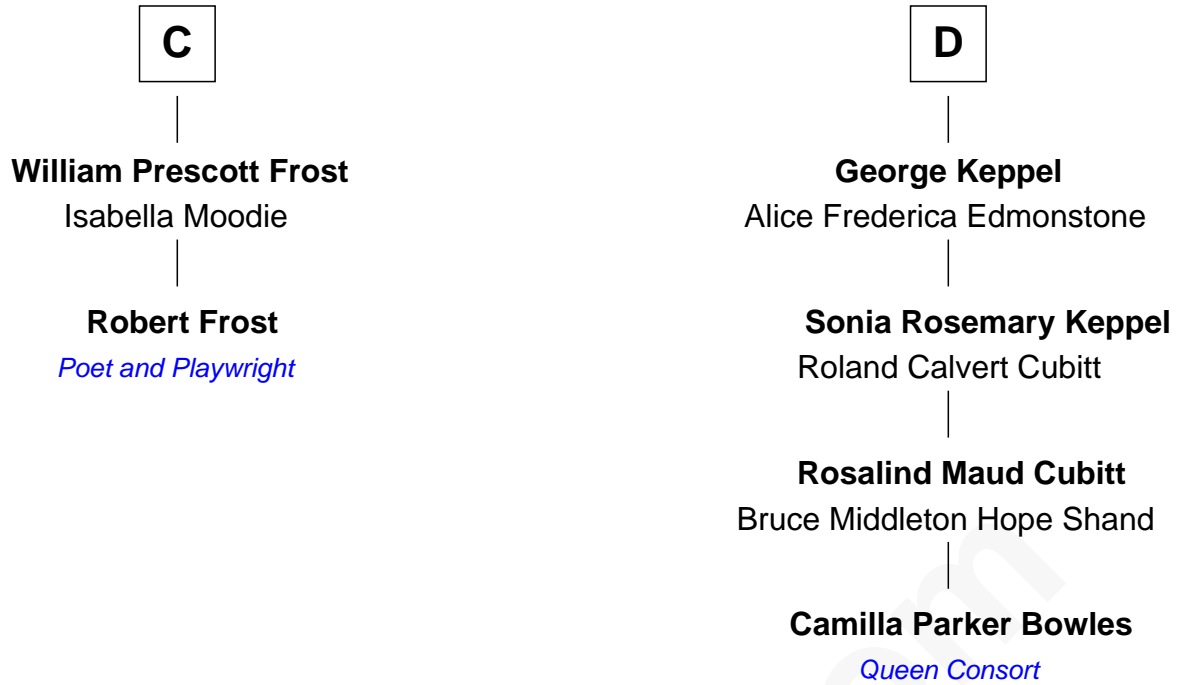 C
William Prescott Frost
Isabella Moodie
Robert Frost
Poet and Playwright
D
George Keppel
Alice Frederica Edmonstone
Sonia Rosemary Keppel
Roland Calvert Cubitt
Rosalind Maud Cubitt
Bruce Middleton Hope Shand
Camilla Parker Bowles
Queen Consort